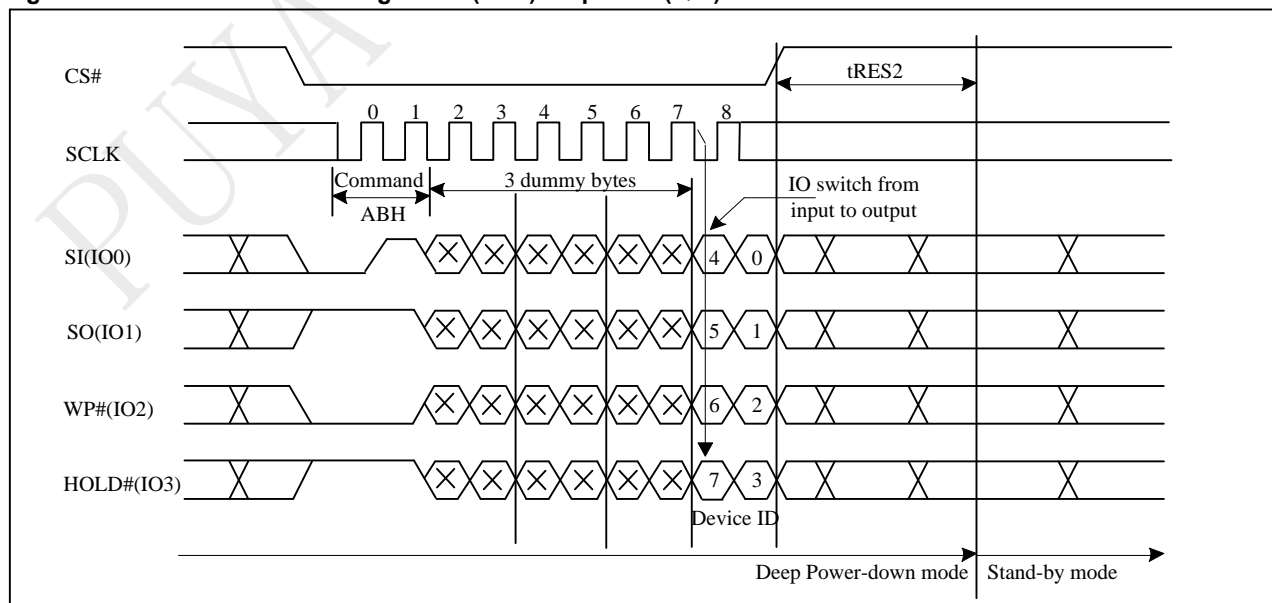 CS#
tRES2
0 1 2 3 4 5 6 7 8
SCLK
Command
3 dummy bytes
IO switch from
input to output
ABH
SI(IO0)
4 0
SO(IO1)
5 1
WP#(IO2)
6 2
HOLD#(IO3)
7 3
Device ID
Deep Power-down mode
Stand-by mode
PUYA